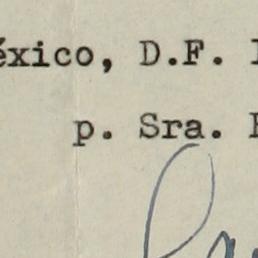 éxico, D.F.
p. Sra.